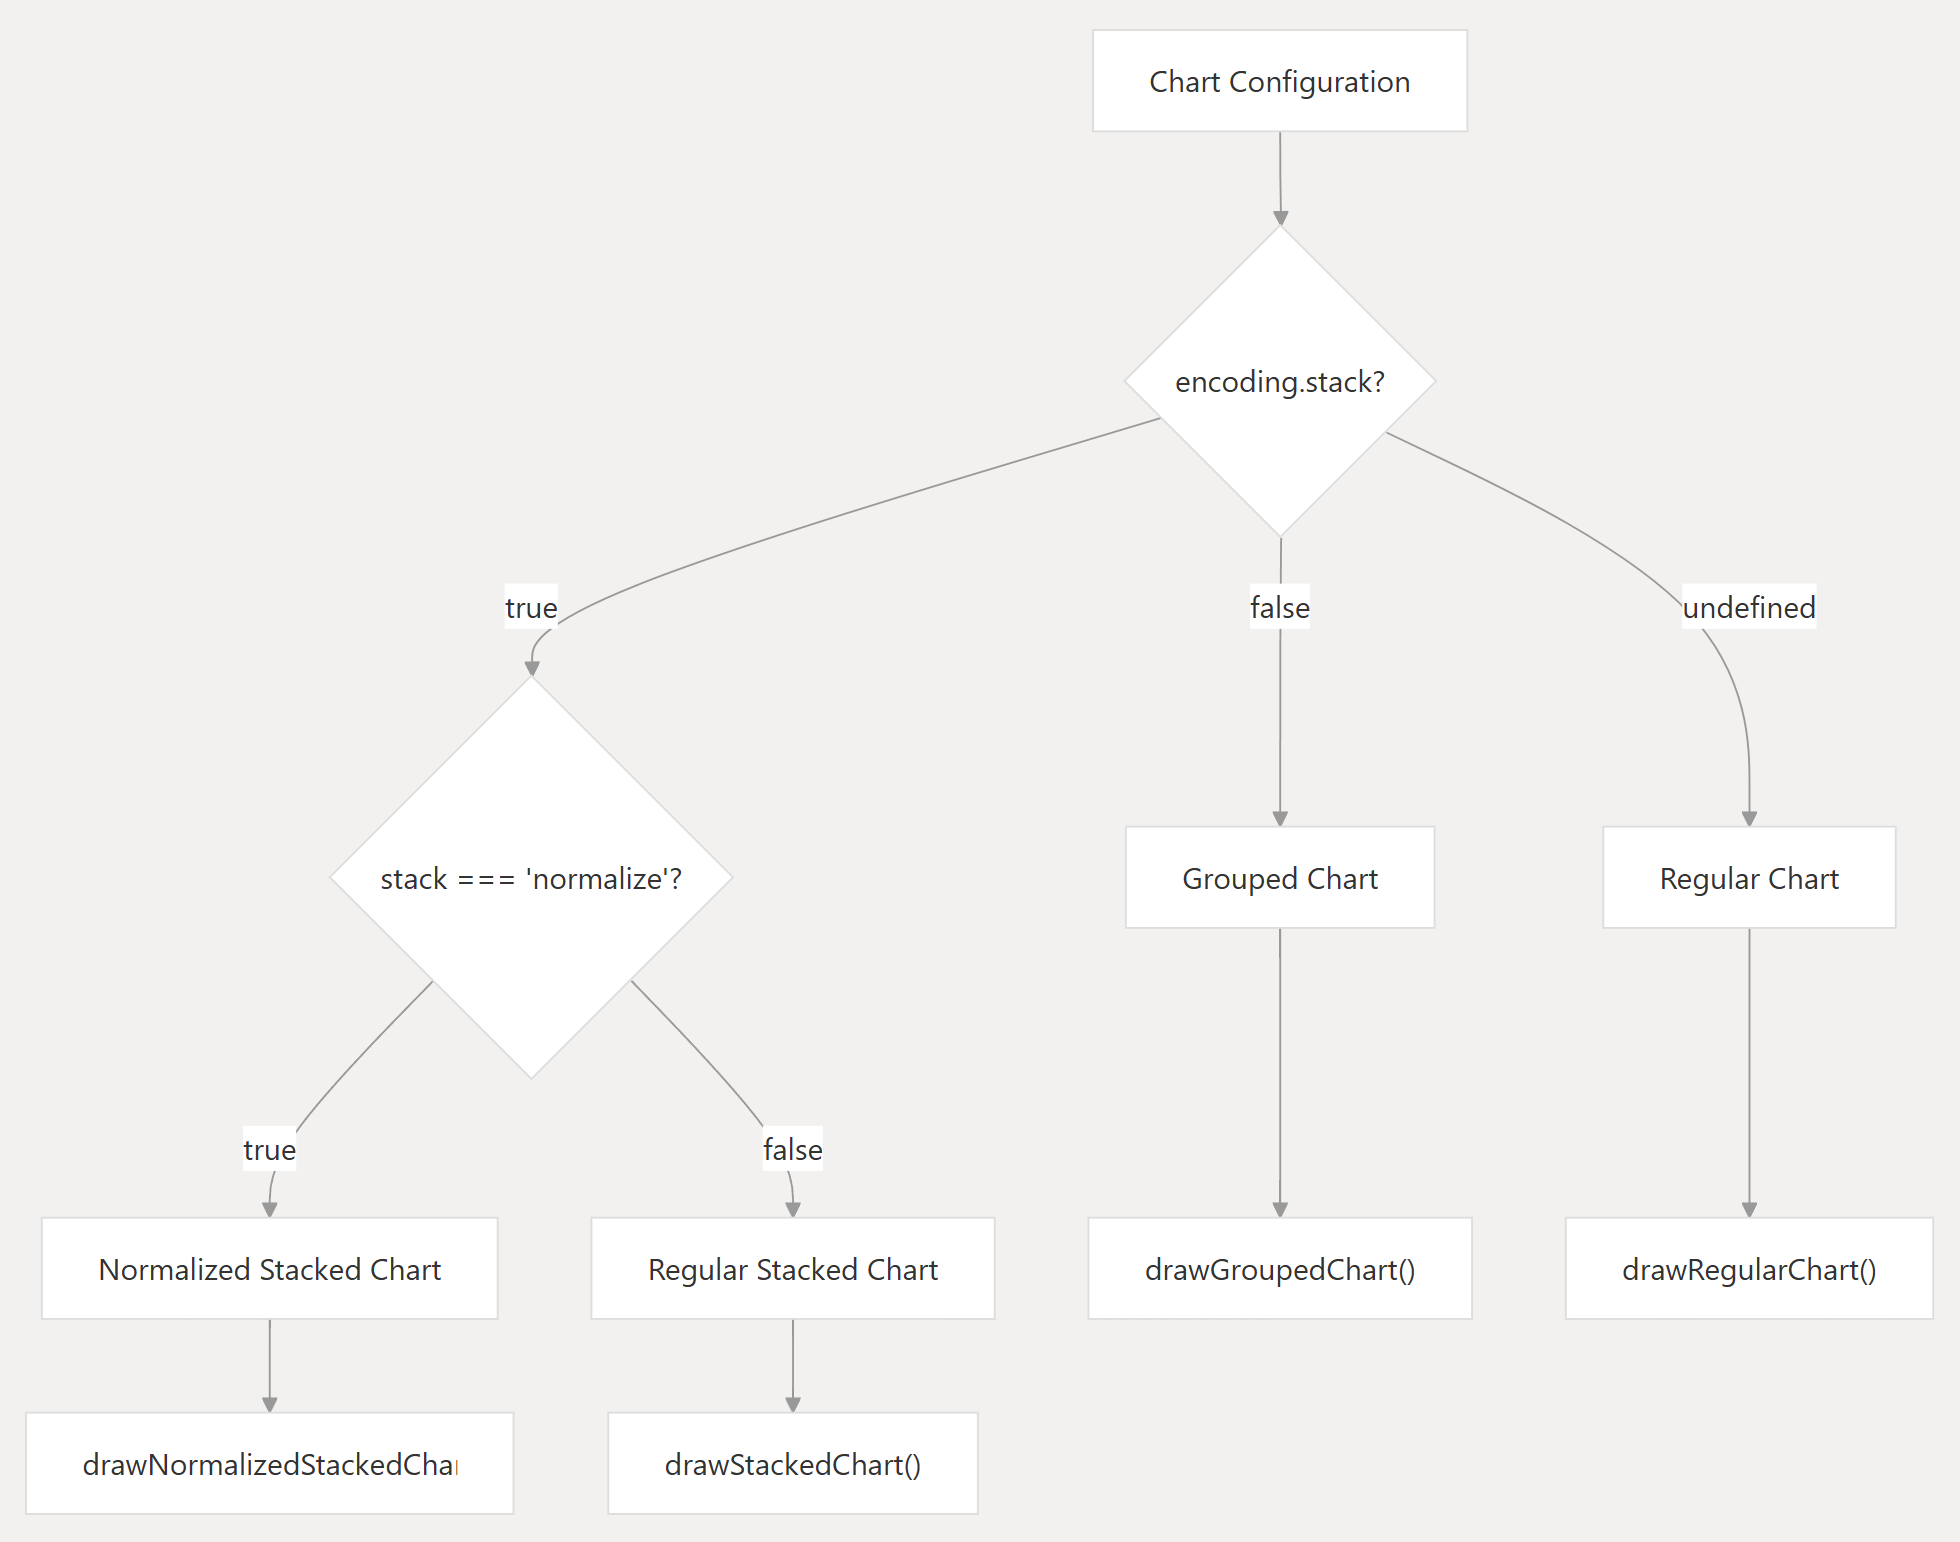 Chart Configuration
encoding.stack?
true
false
undefined
stack === 'normalize'?
Grouped Chart
Regular Chart
true
false
Normalized Stacked Chart
Regular Stacked Chart
drawGroupedChart()
drawRegularChart()
drawNormalizedStackedChar
drawStackedChart()